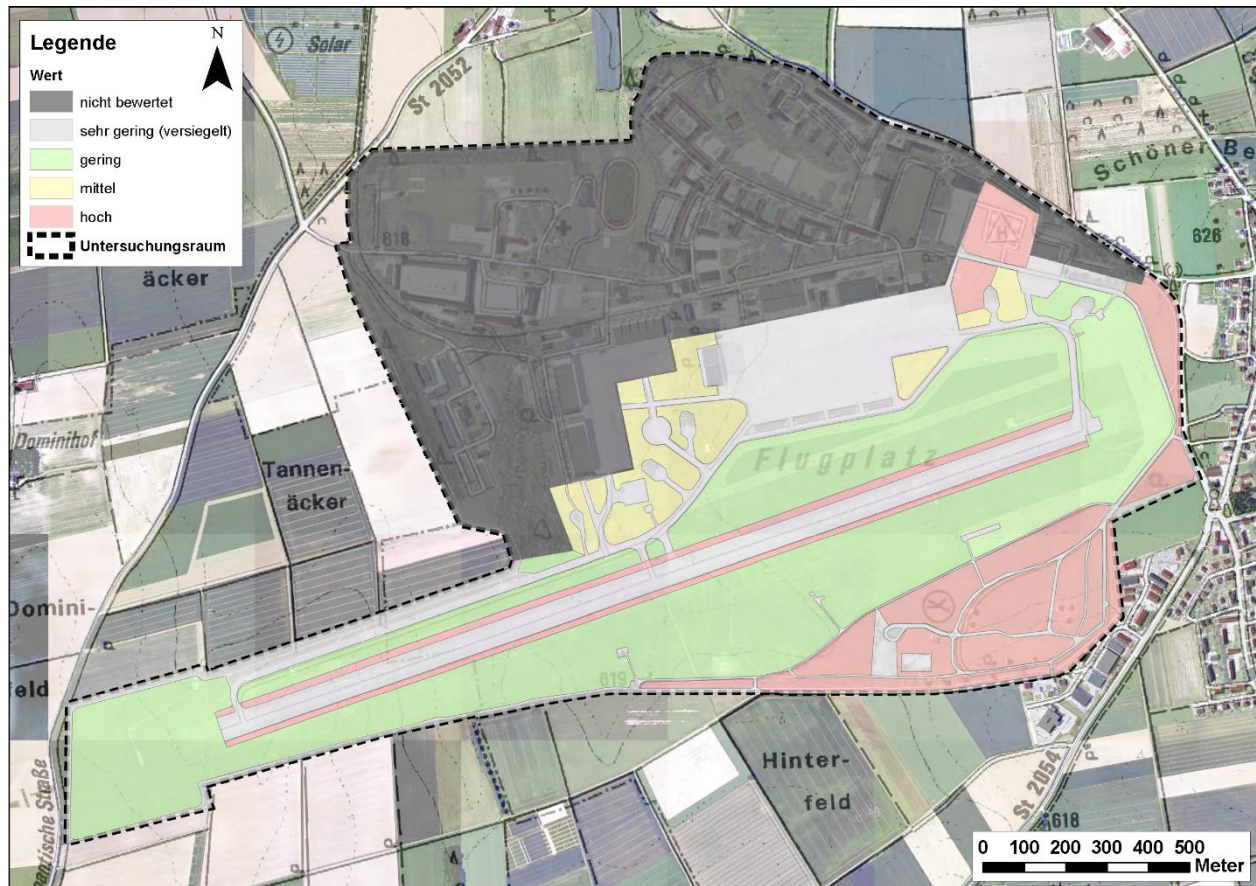 Legende
N
Wert
nicht bewertet
sehr gering (versiegelt)
gering
mittel
hoch
Untersuchungsraum
Solar
St 2052
Schöner Be
616
626
äcker
Dominihof
Tannen-
äcker
Flugplatz
Domini-
feld
619
Hinter-
feld
St 2054
618
antische Straße
0 100 200 300 400 500
Meter